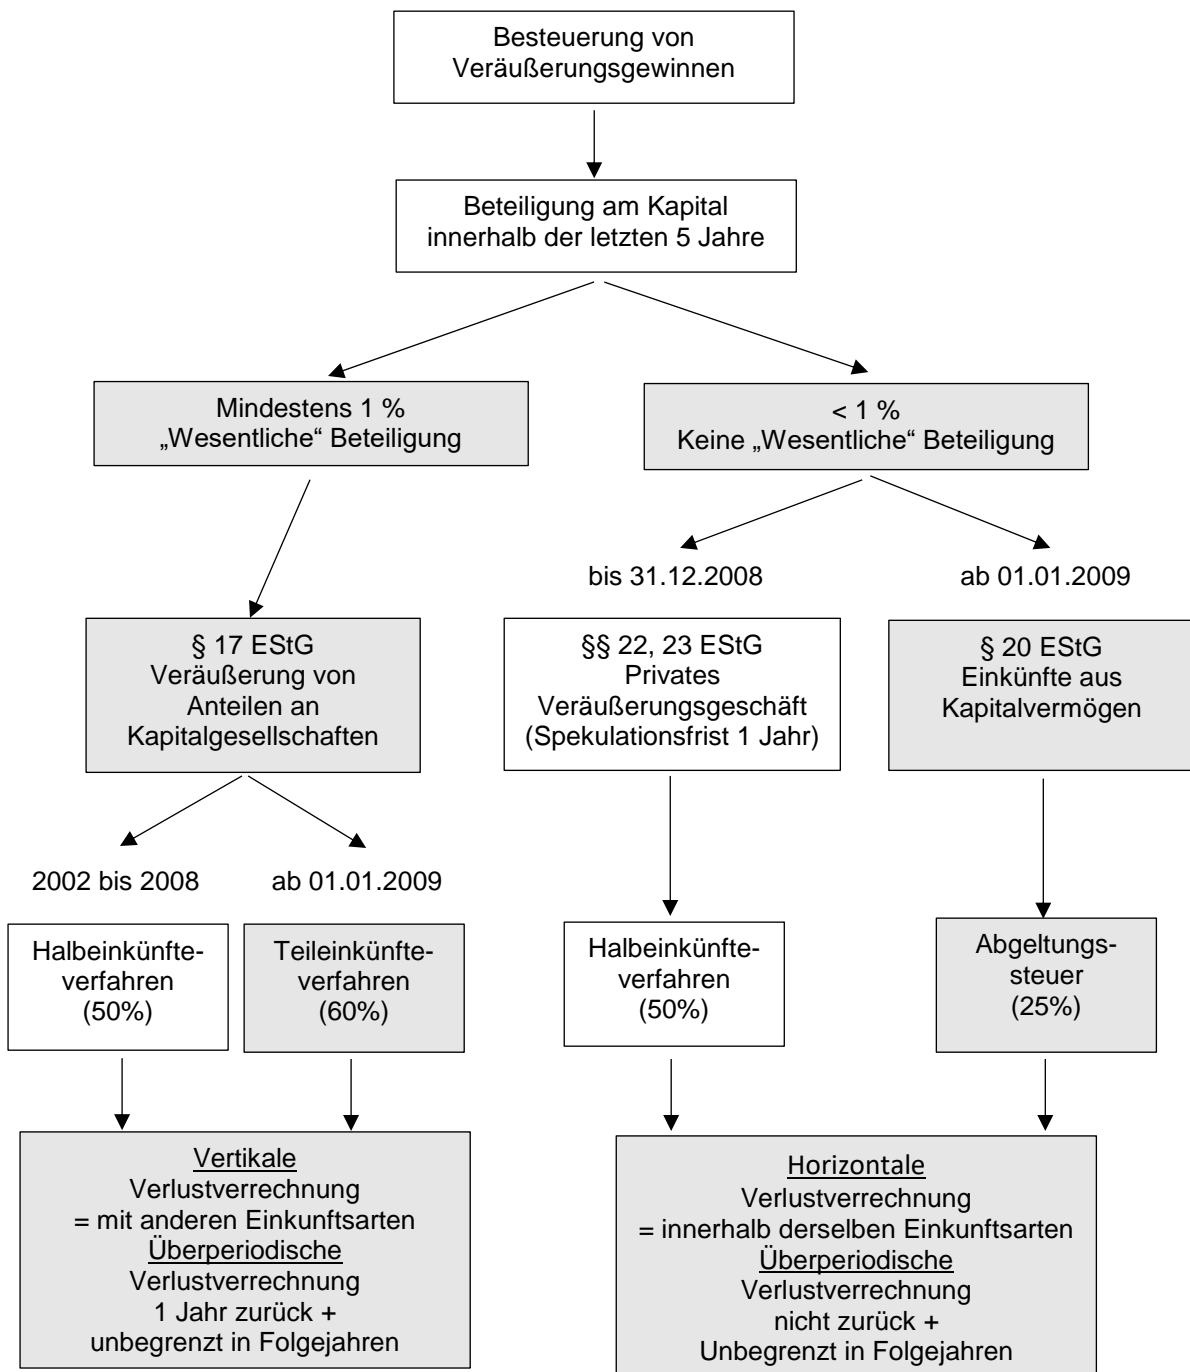 Besteuerung von
Veräußerungsgewinnen
Beteiligung am Kapital
innerhalb der letzten 5 Jahre
Mindestens 1 %
„Wesentliche“ Beteiligung
< 1 %
Keine „Wesentliche“ Beteiligung
bis 31.12.2008
ab 01.01.2009
§ 17 EStG
Veräußerung von
Anteilen an
Kapitalgesellschaften
§§ 22, 23 EStG
Privates
Veräußerungsgeschäft
(Spekulationsfrist 1 Jahr)
§ 20 EStG
Einkünfte aus
Kapitalvermögen
2002 bis 2008
ab 01.01.2009
Halbeinkünfte-
verfahren
(50%)
Teileinkünfte-
verfahren
(60%)
Halbeinkünfte-
verfahren
(50%)
Abgeltungs-
steuer
(25%)
Vertikale
Verlustverrechnung
= mit anderen Einkunftsarten
Überperiodische
Verlustverrechnung
1 Jahr zurück +
unbegrenzt in Folgejahren
Horizontale
Verlustverrechnung
= innerhalb derselben Einkunftsarten
Überperiodische
Verlustverrechnung
nicht zurück +
Unbegrenzt in Folgejahren